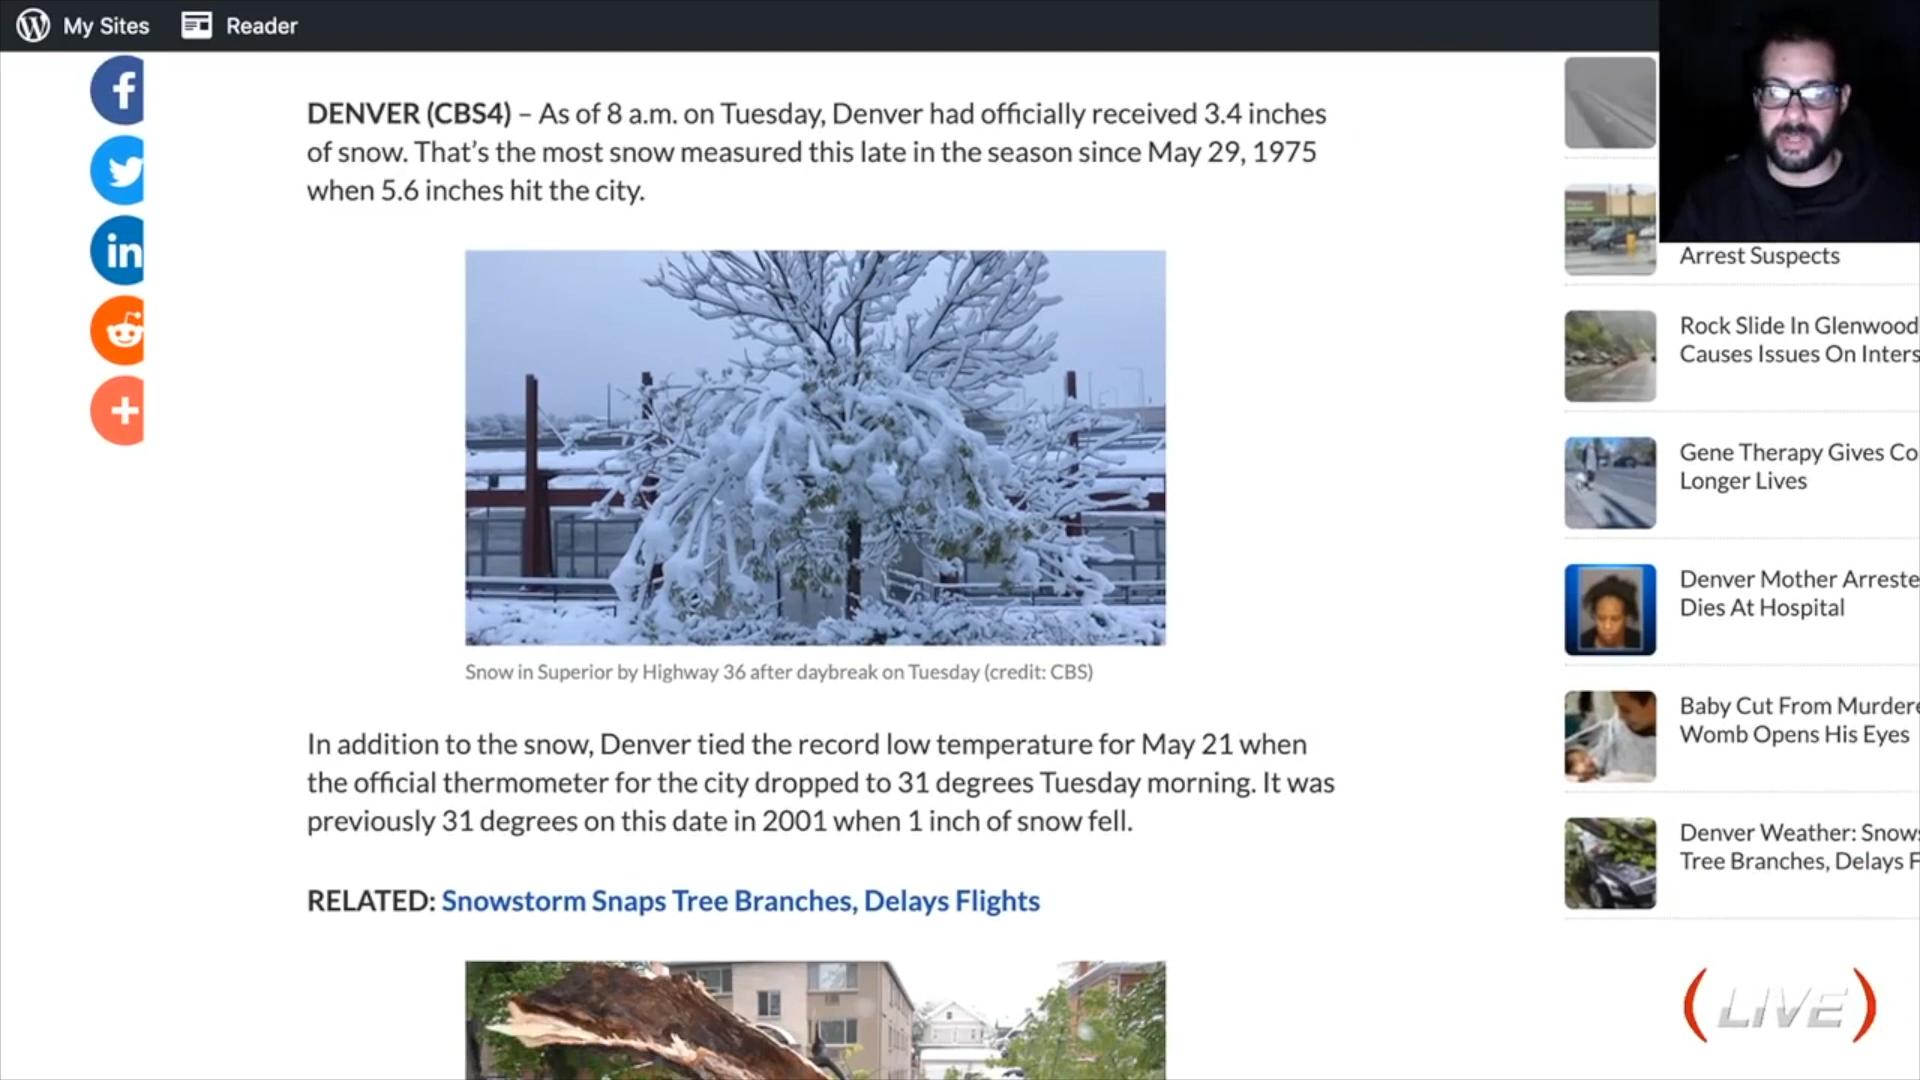 My Sites
Reader
DENVER (CBS4) – As of 8 a.m. on Tuesday, Denver had officially received 3.4 inches
of snow. That’s the most snow measured this late in the season since May 29, 1975
when 5.6 inches hit the city.
Snow in Superior by Highway 36 after daybreak on Tuesday (credit: CBS)
In addition to the snow, Denver tied the record low temperature for May 21 when
the official thermometer for the city dropped to 31 degrees Tuesday morning. It was
previously 31 degrees on this date in 2001 when 1 inch of snow fell.
RELATED: Snowstorm Snaps Tree Branches, Delays Flights
Arrest Suspects
Rock Slide In Glenwood
Causes Issues On Inters
Gene Therapy Gives Co
Longer Lives
Denver Mother Arreste
Dies At Hospital
Baby Cut From Murdere
Womb Opens His Eyes
Denver Weather: Snows
Tree Branches, Delays F
(LIVE)